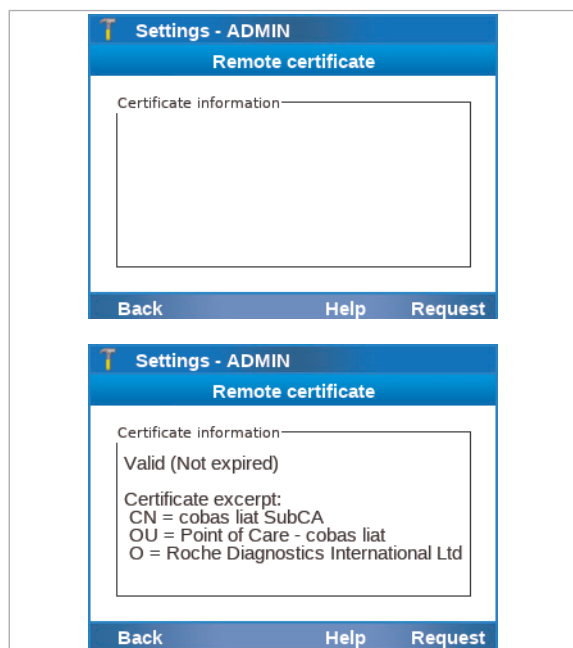 Settings - ADMIN
Remote certificate
Certificate information
Back Help Request
Settings - ADMIN
Remote certificate
Certificate information
Valid (Not expired)
Certificate excerpt:
CN = cobas liat SubCA
OU = Point of Care - cobas liat
O = Roche Diagnostics International Ltd
Back Help Request